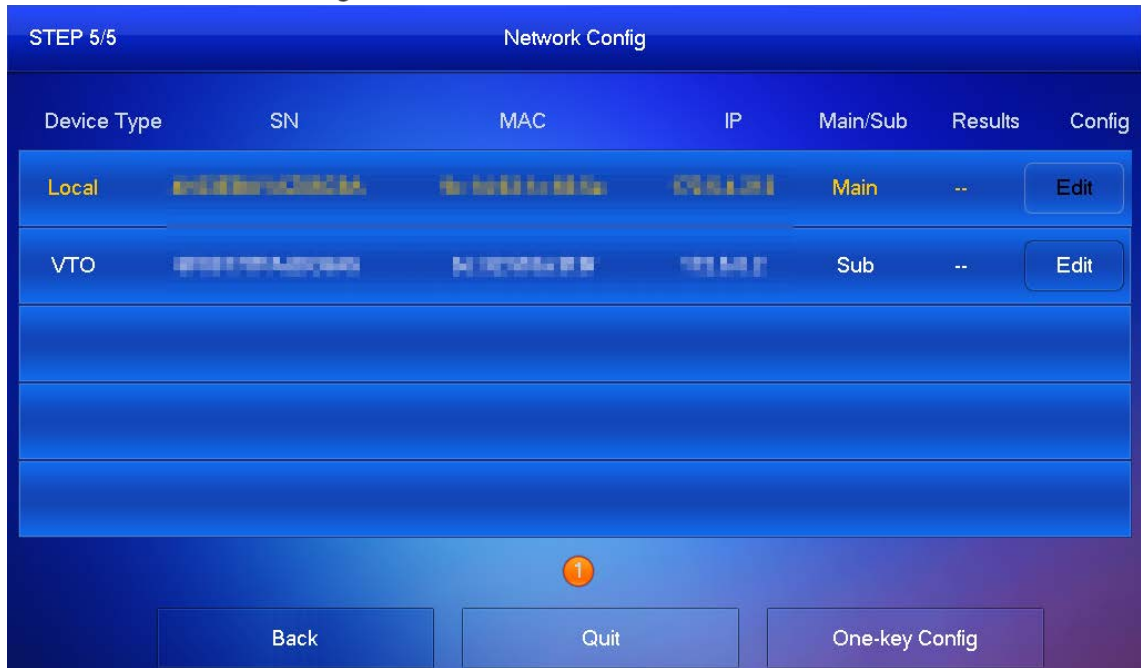 STEP 5/5 Network Config
Device Type SN MAC IP Main/Sub Results Config
Local Main -- Edit
VTO Sub -- Edit
1
Back Quit One-key Config